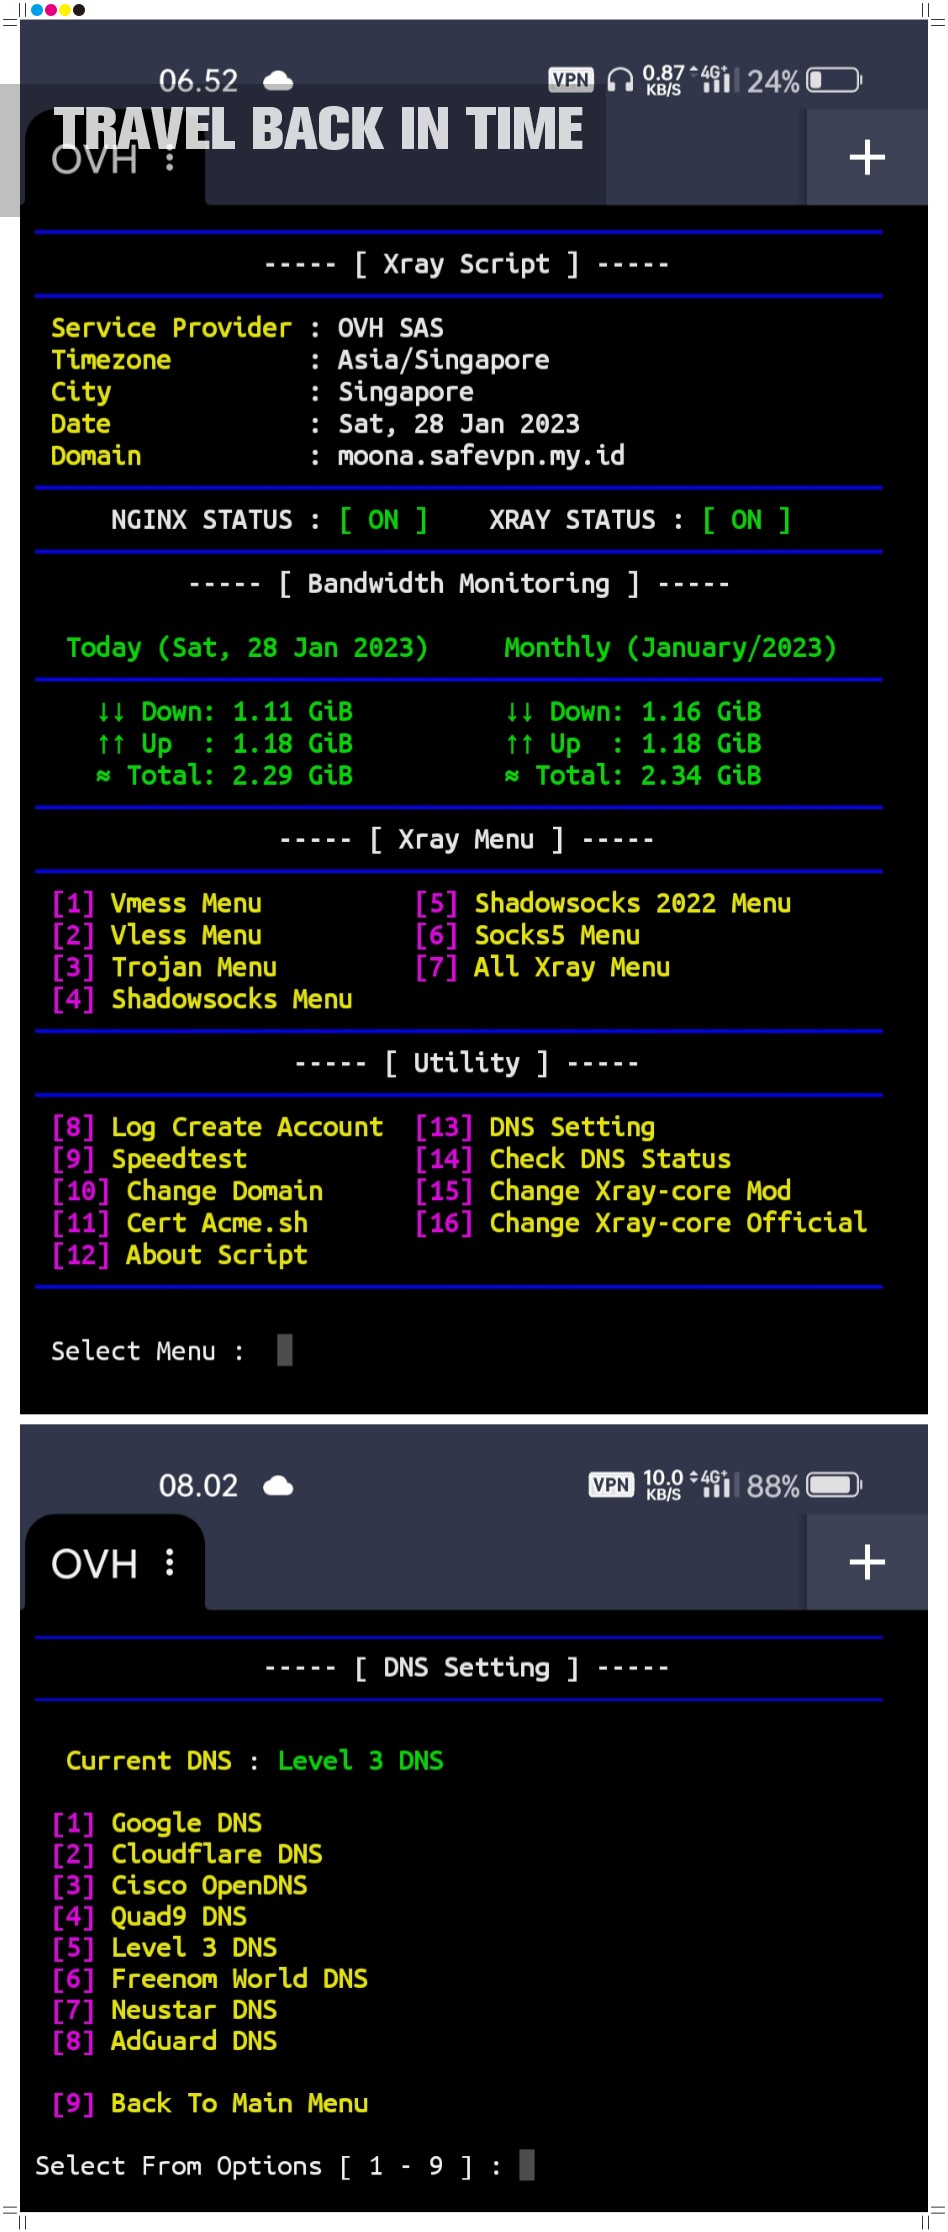 06.52 VPN 0.87 KB/S 4G+ 24%
TRAVEL BACK IN TIME
OVH
----- [ Xray Script ] -----
Service Provider : OVH SAS
Timezone : Asia/Singapore
City : Singapore
Date : Sat, 28 Jan 2023
Domain : moona.safevpn.my.id
NGINX STATUS : [ ON ] XRAY STATUS : [ ON ]
----- [ Bandwidth Monitoring ] -----
Today (Sat, 28 Jan 2023) Monthly (January/2023)
↓↓ Down: 1.11 GiB ↓↓ Down: 1.16 GiB
↑↑ Up : 1.18 GiB ↑↑ Up : 1.18 GiB
≈ Total: 2.29 GiB ≈ Total: 2.34 GiB
----- [ Xray Menu ] -----
[1] Vmess Menu [5] Shadowsocks 2022 Menu
[2] Vless Menu [6] Socks5 Menu
[3] Trojan Menu [7] All Xray Menu
[4] Shadowsocks Menu
----- [ Utility ] -----
[8] Log Create Account [13] DNS Setting
[9] Speedtest [14] Check DNS Status
[10] Change Domain [15] Change Xray-core Mod
[11] Cert Acme.sh [16] Change Xray-core Official
[12] About Script
Select Menu :
08.02 VPN 10.0 KB/S 4G+ 88%
OVH
----- [ DNS Setting ] -----
Current DNS : Level 3 DNS
[1] Google DNS
[2] Cloudflare DNS
[3] Cisco OpenDNS
[4] Quad9 DNS
[5] Level 3 DNS
[6] Freenom World DNS
[7] Neustar DNS
[8] AdGuard DNS
[9] Back To Main Menu
Select From Options [ 1 - 9 ] :